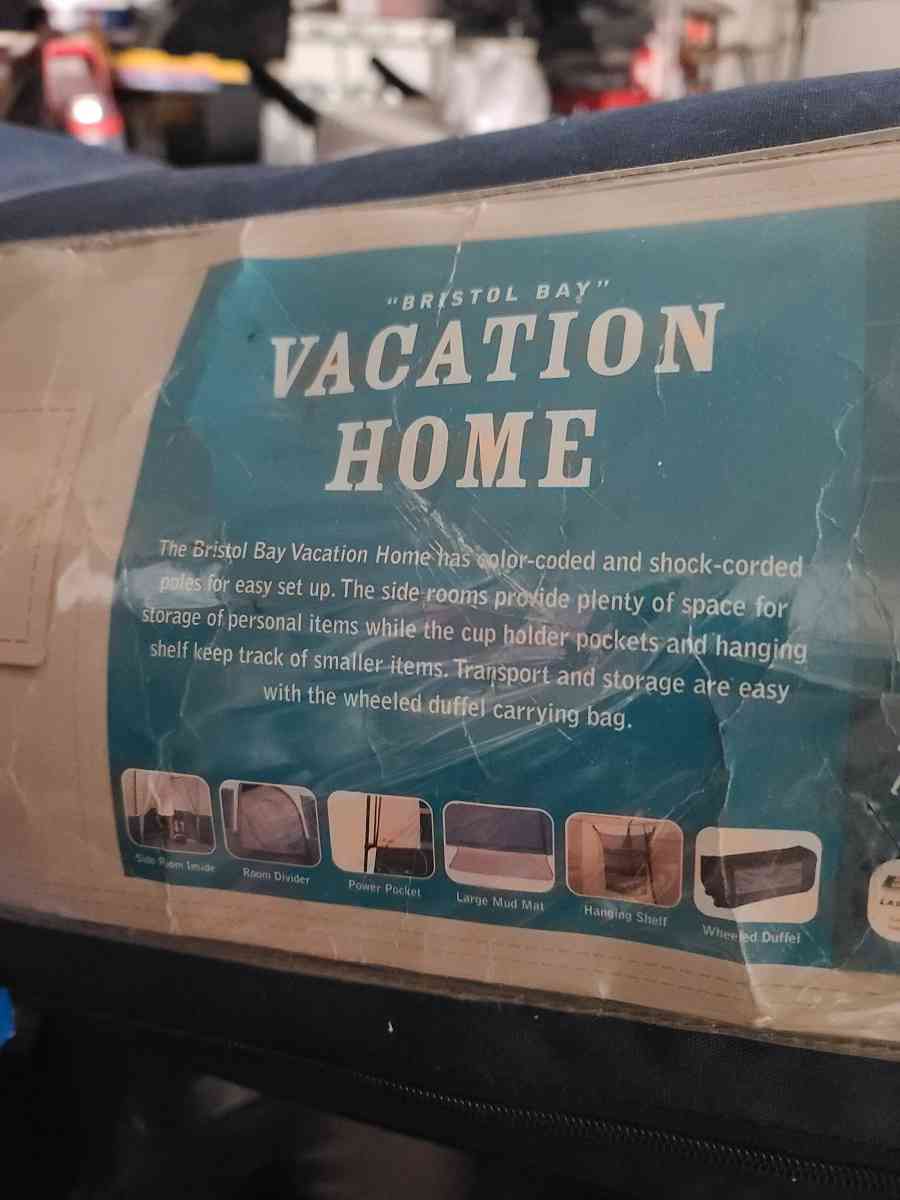 "BRISTOL BAY"
VACATION
HOME
The Bristol Bay Vacation Home has color-coded and shock-corded
poles for easy set up. The side rooms provide plenty of space for
storage of personal items while the cup holder pockets and hanging
shelf keep track of smaller items. Transport and storage are easy
with the wheeled duffel carrying bag.
Side Room Inside
Room Divider
Power Pocket
Large Mud Mat
Hanging Shelf
Wheeled Duffel